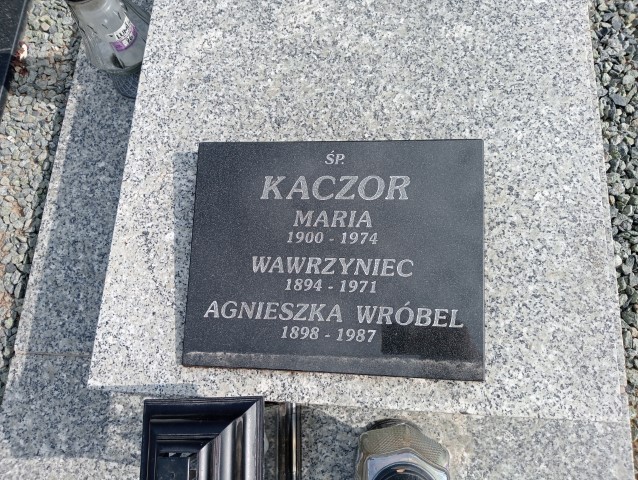 ŚP.
KACZOR
MARIA
1900 - 1974
WAWRZYNIEC
1894 - 1971
AGNIESZKA WRÓBEL
1898 - 1987